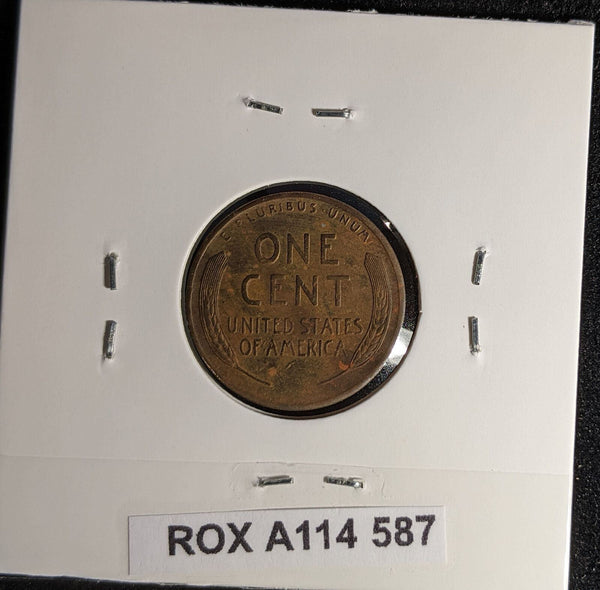 E·PLURIBUS·UNUM
ONE
CENT
UNITED STATES
OF AMERICA
ROX A114 587